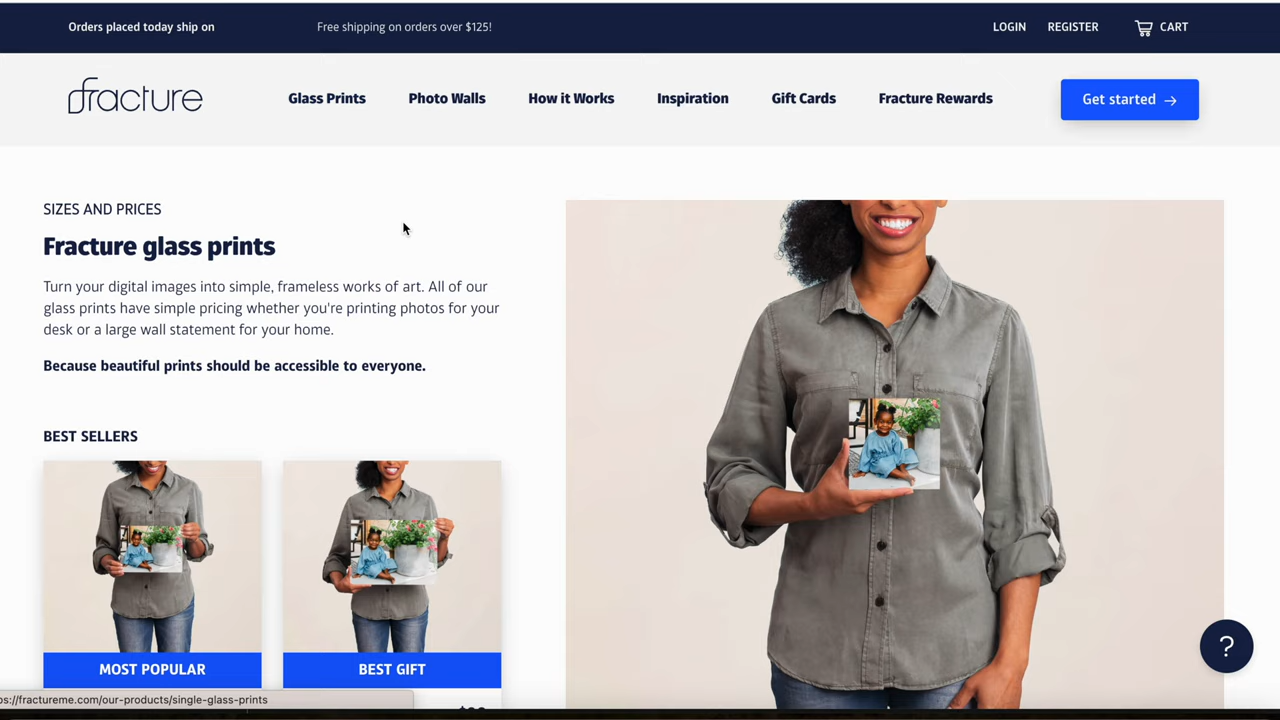 Orders placed today ship on
Free shipping on orders over $125!
LOGIN
REGISTER
CART
fracture
Glass Prints
Photo Walls
How it Works
Inspiration
Gift Cards
Fracture Rewards
Get started →
SIZES AND PRICES
Fracture glass prints
Turn your digital images into simple, frameless works of art. All of our
glass prints have simple pricing whether you're printing photos for your
desk or a large wall statement for your home.
Because beautiful prints should be accessible to everyone.
BEST SELLERS
MOST POPULAR
BEST GIFT
?
ps://fractureme.com/our-products/single-glass-prints